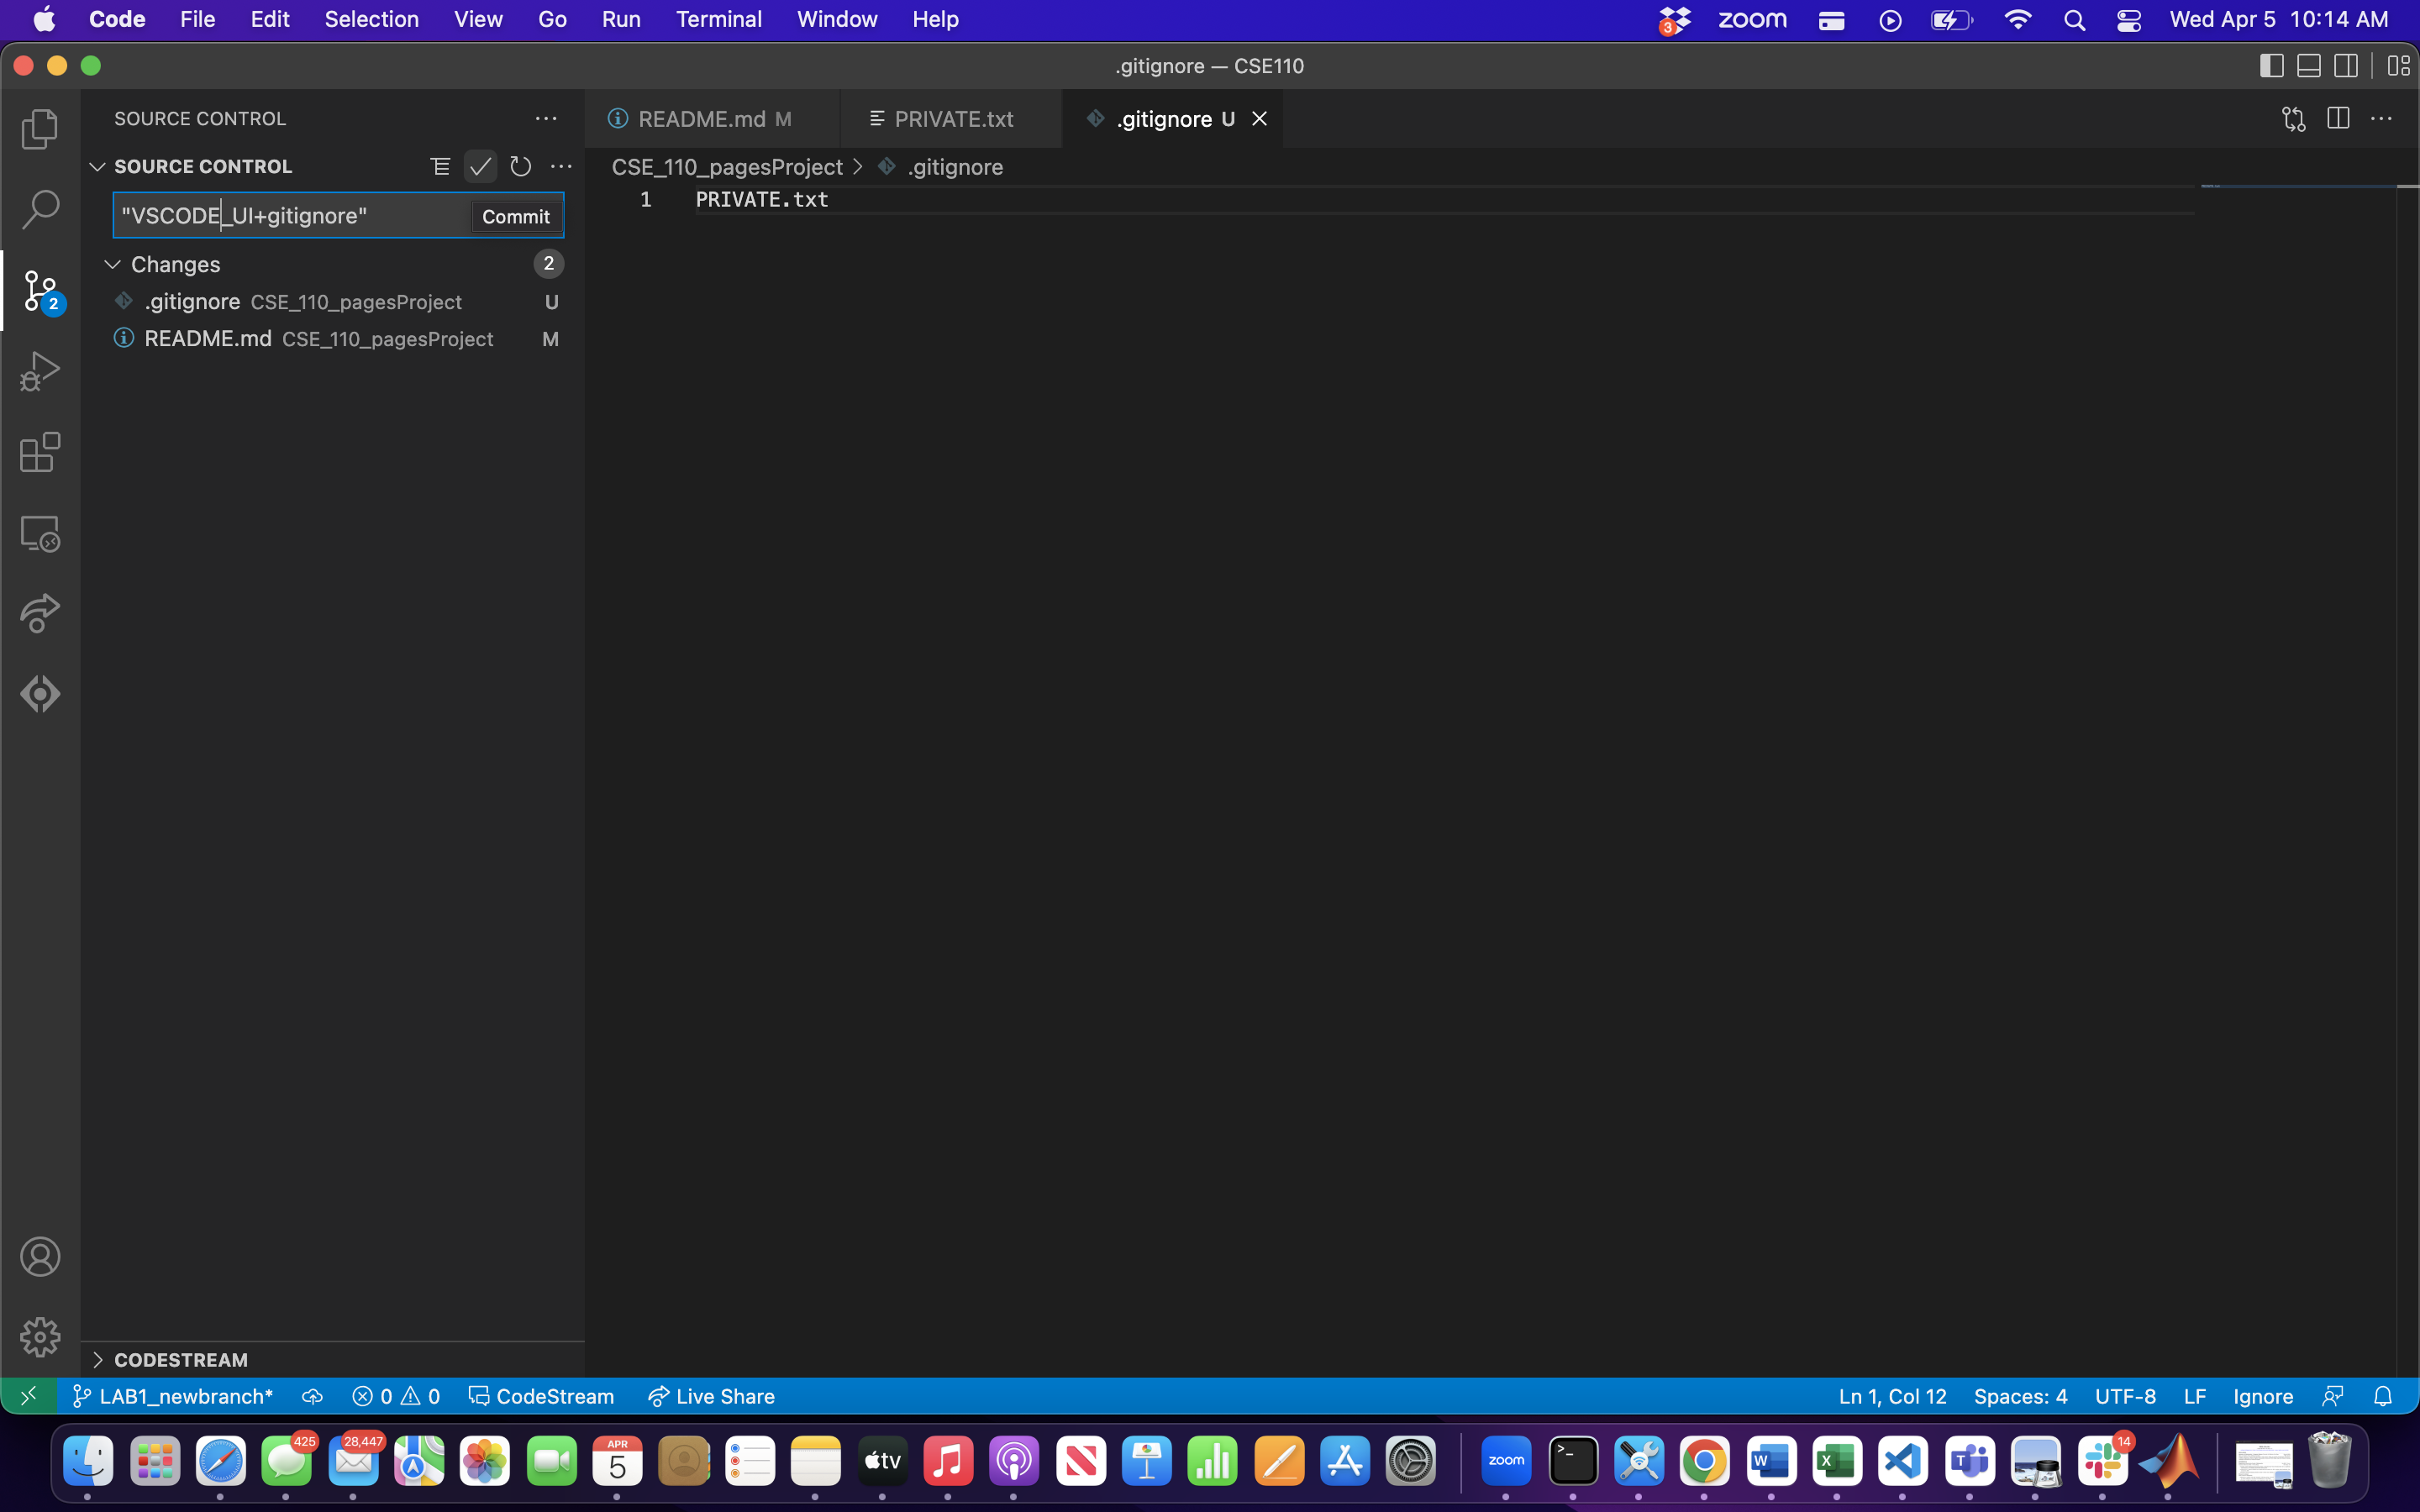 Code File Edit Selection View Go Run Terminal Window Help 3 zoom Wed Apr 5 10:14 AM
.gitignore — CSE110
SOURCE CONTROL
README.md M PRIVATE.txt .gitignore U
SOURCE CONTROL
CSE_110_pagesProject > .gitignore
1 PRIVATE.txt
"VSCODE_UI+gitignore" Commit
Changes 2
.gitignore CSE_110_pagesProject U
2
README.md CSE_110_pagesProject M
CODESTREAM
LAB1_newbranch* 0 0 CodeStream Live Share Ln 1, Col 12 Spaces: 4 UTF-8 LF Ignore
425 28,447 APR 14
5 tv zoom >_ W X T